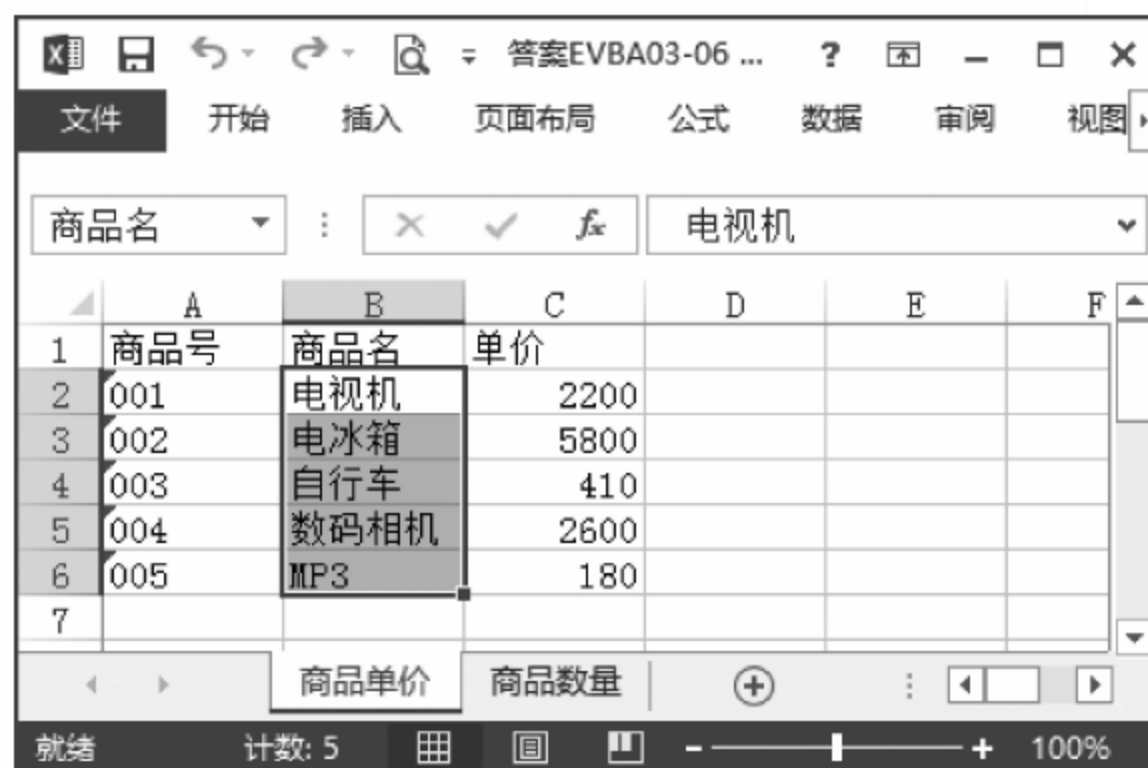 答案EVBA03-06 ... ?
文件 开始 插入 页面布局 公式 数据 审阅 视图
商品名 fx 电视机
A B C D E F
1 商品号 商品名 单价
2 001 电视机 2200
3 002 电冰箱 5800
4 003 自行车 410
5 004 数码相机 2600
6 005 MP3 180
7
商品单价 商品数量
就绪 计数: 5 100%